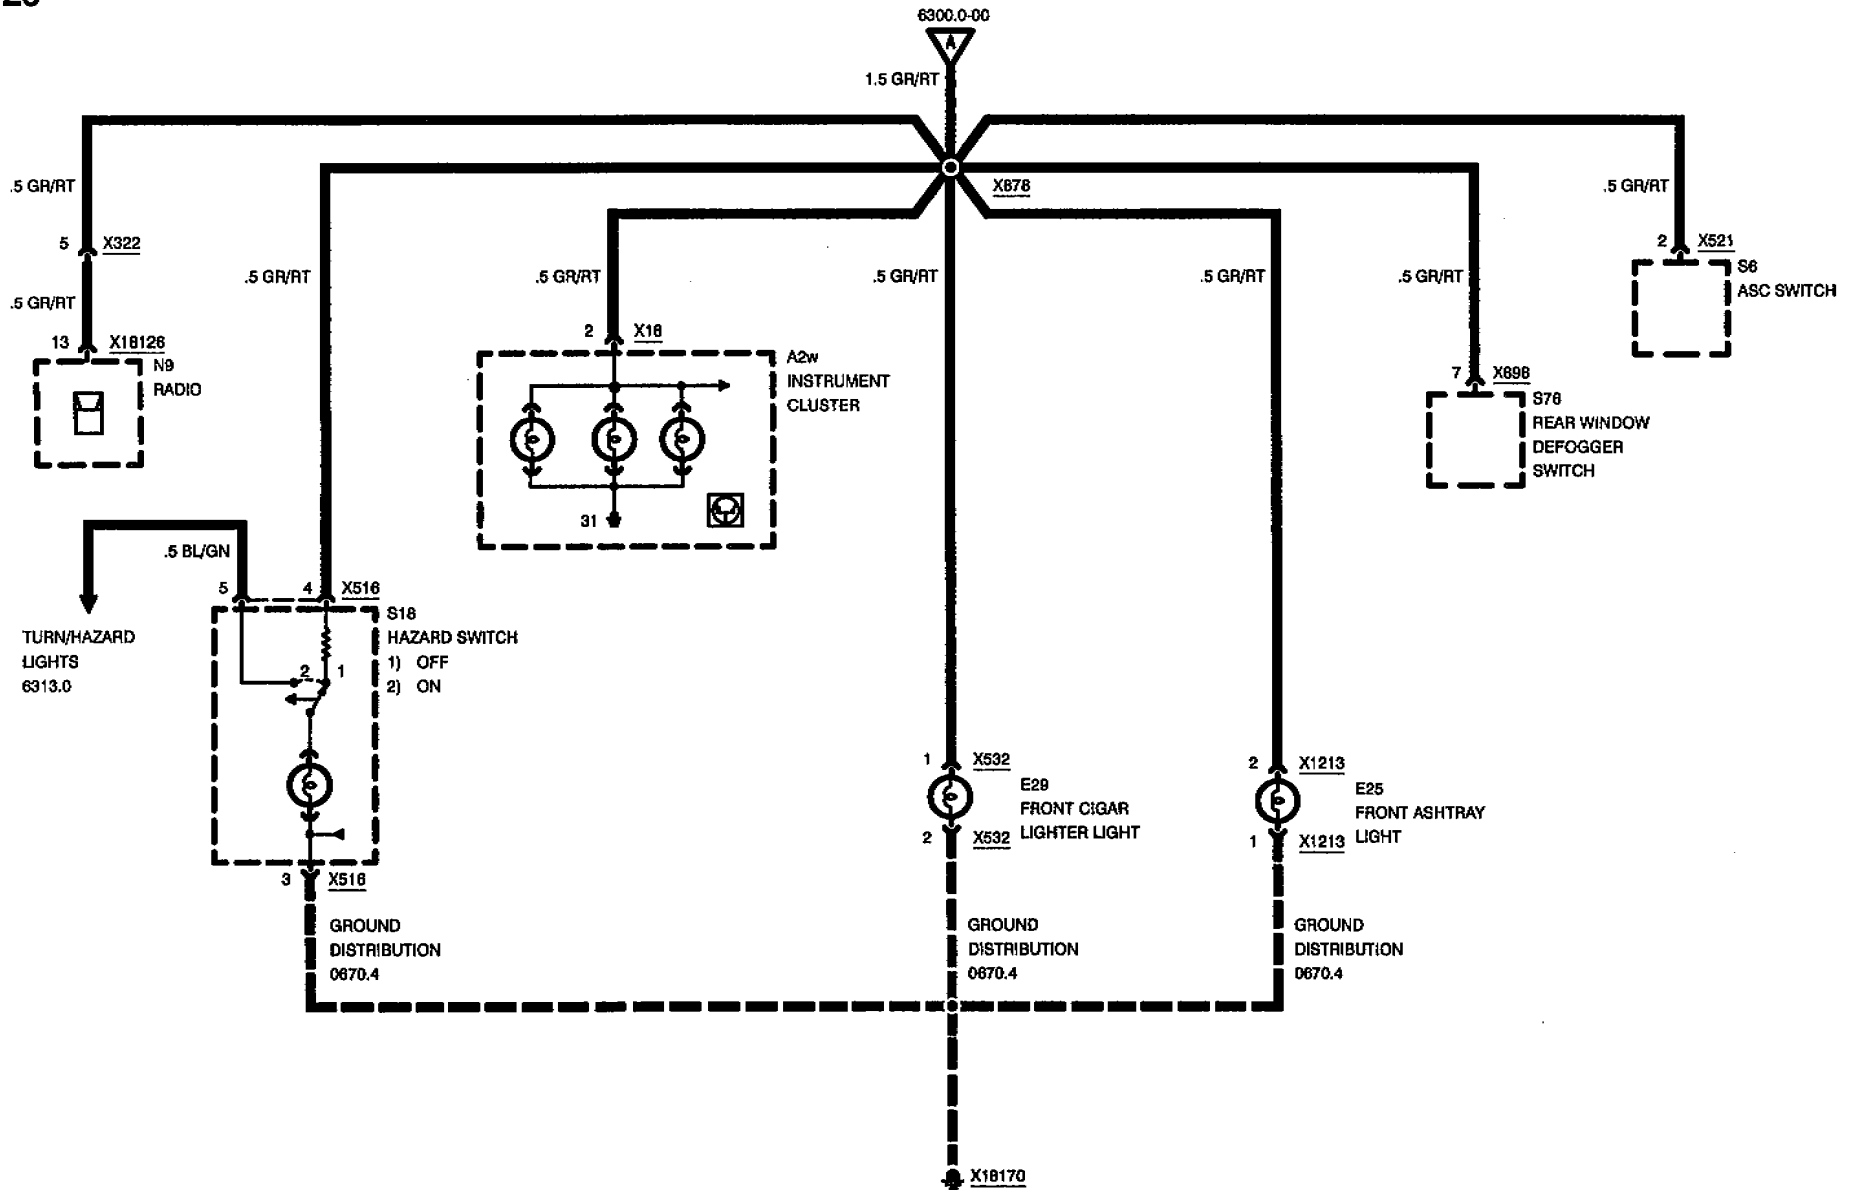 6300.0-00
A
1.5 GR/RT
.5 GR/RT
X878
.5 GR/RT
5 X322
2 X521
S6
ASC SWITCH
.5 GR/RT
.5 GR/RT
.5 GR/RT
.5 GR/RT
.5 GR/RT
.5 GR/RT
13 X18126
N9
RADIO
2 X16
A2w
INSTRUMENT
CLUSTER
31
7 X898
S76
REAR WINDOW
DEFOGGER
SWITCH
.5 BL/GN
5 4 X516
S18
HAZARD SWITCH
1) OFF
2) ON
TURN/HAZARD
LIGHTS
6313.0
2 1
1 X532
E29
FRONT CIGAR
LIGHTER LIGHT
2 X532
2 X1213
E25
FRONT ASHTRAY
LIGHT
1 X1213
3 X516
GROUND
DISTRIBUTION
0670.4
GROUND
DISTRIBUTION
0670.4
GROUND
DISTRIBUTION
0670.4
X18170